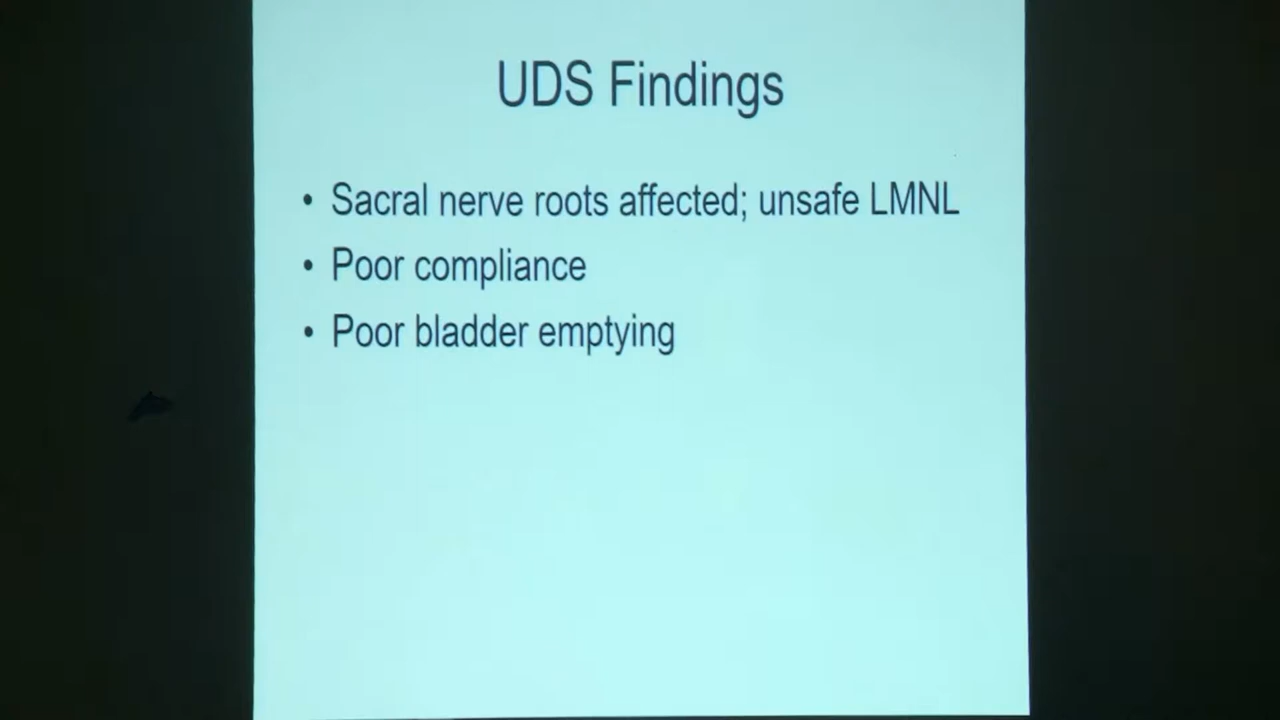 UDS Findings
• Sacral nerve roots affected; unsafe LMNL
• Poor compliance
• Poor bladder emptying